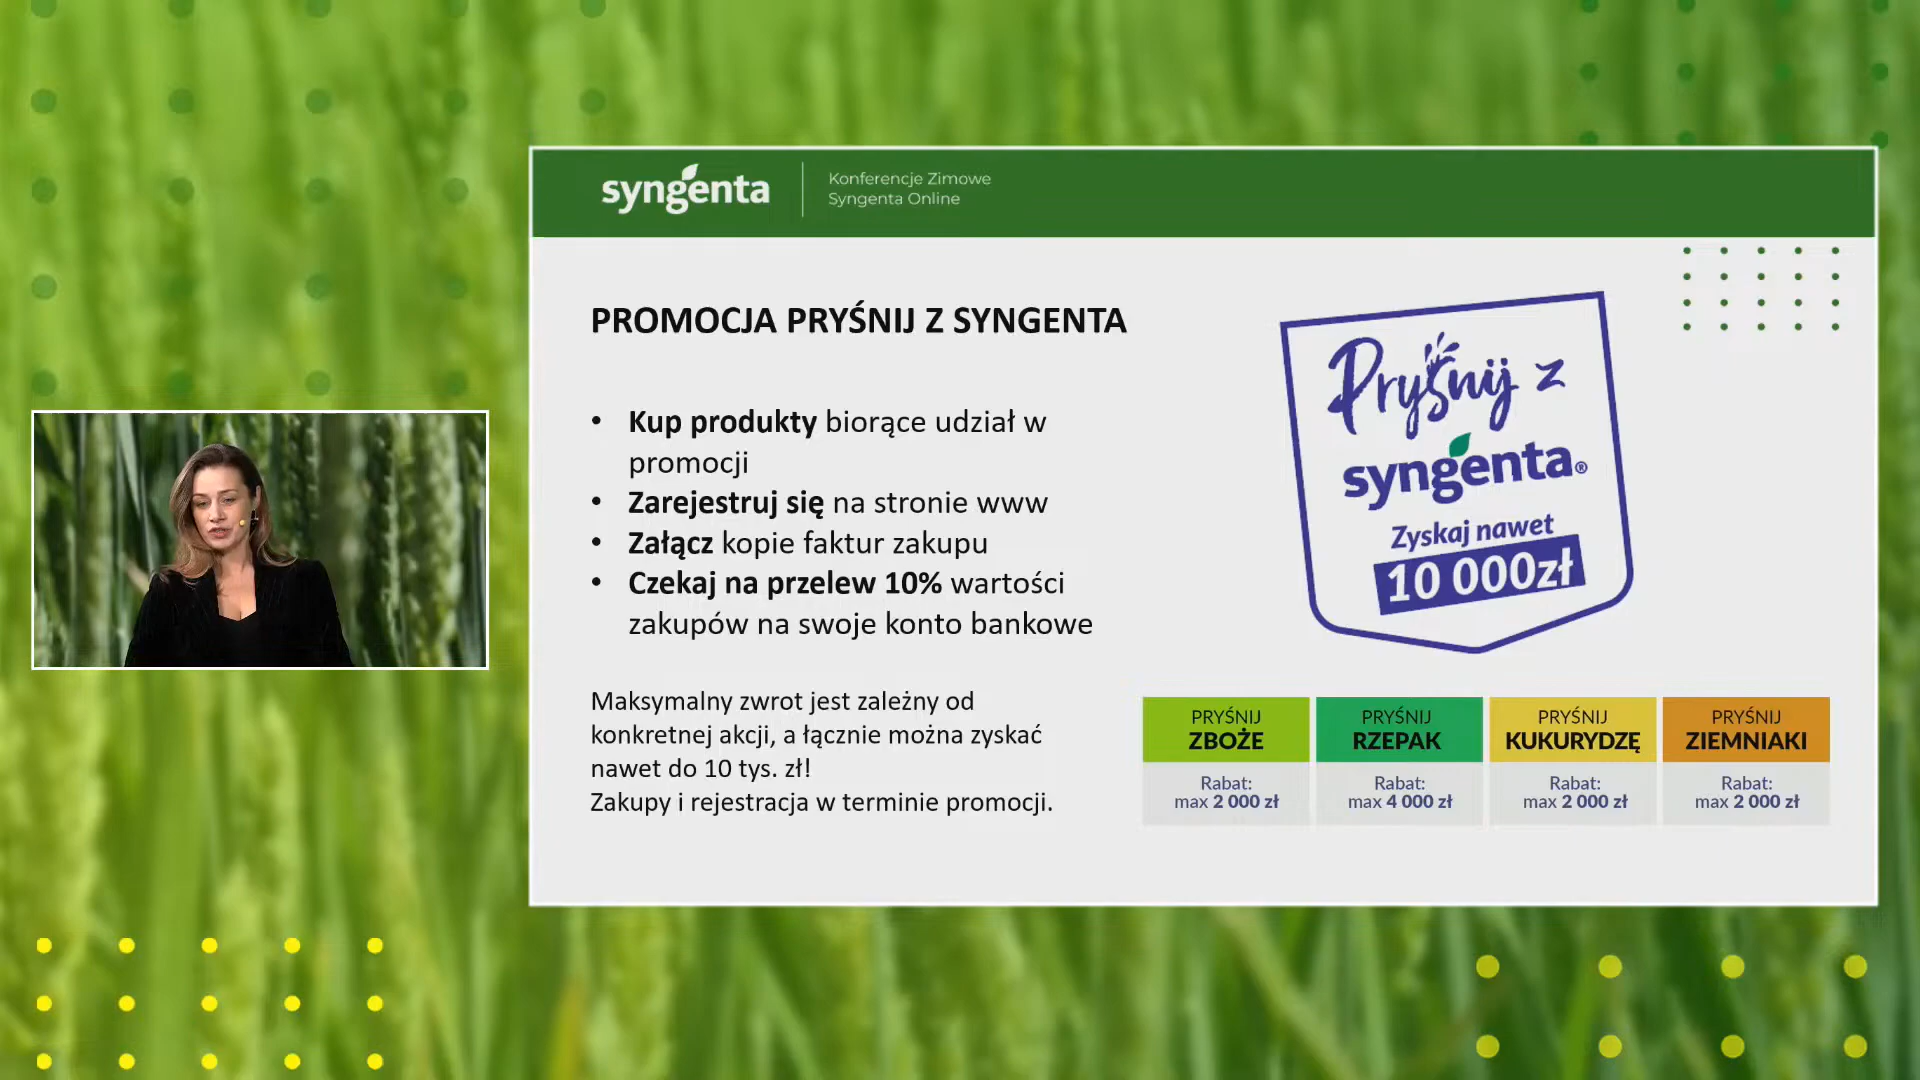 syngenta
Konferencje Zimowe
Syngenta Online
PROMOCJA PRYŚNIJ Z SYNGENTA
• Kup produkty biorące udział w
promocji
• Zarejestruj się na stronie www
• Załącz kopie faktur zakupu
• Czekaj na przelew 10% wartości
zakupów na swoje konto bankowe
Maksymalny zwrot jest zależny od
konkretnej akcji, a łącznie można zyskać
nawet do 10 tys. zł!
Zakupy i rejestracja w terminie promocji.
Pryśnij z
syngenta®
Zyskaj nawet
10 000zł
PRYŚNIJ
ZBOŻE
Rabat:
max 2 000 zł
PRYŚNIJ
RZEPAK
Rabat:
max 4 000 zł
PRYŚNIJ
KUKURYDZĘ
Rabat:
max 2 000 zł
PRYŚNIJ
ZIEMNIAKI
Rabat:
max 2 000 zł